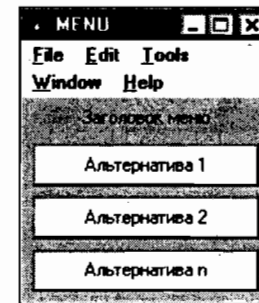 MENU
File Edit Tools
Window Help
Заголовок меню
Альтернатива 1
Альтернатива 2
Альтернатива n